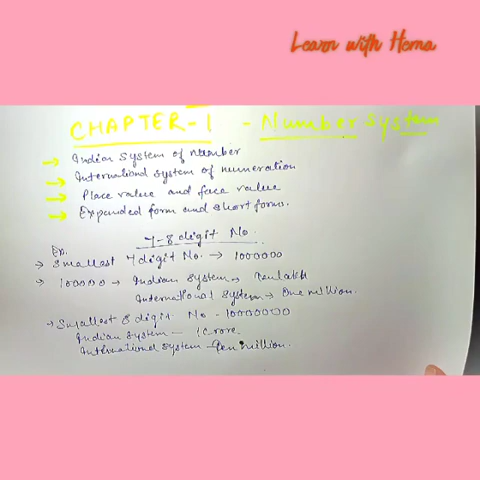 Learn with Hema
CHAPTER-1 - Number system
→ Indian system of number
→ International system of numeration
→ Place value and face value
→ Expanded form and short form.
7-8 digit No.
Ex.
→ Smallest 7 digit No. → 1000000
→ 100000 → Indian system → Ten lakh
International system → One million.
→ Smallest 8 digit No - 10000000
Indian system - 1 crore
International system - Ten million.